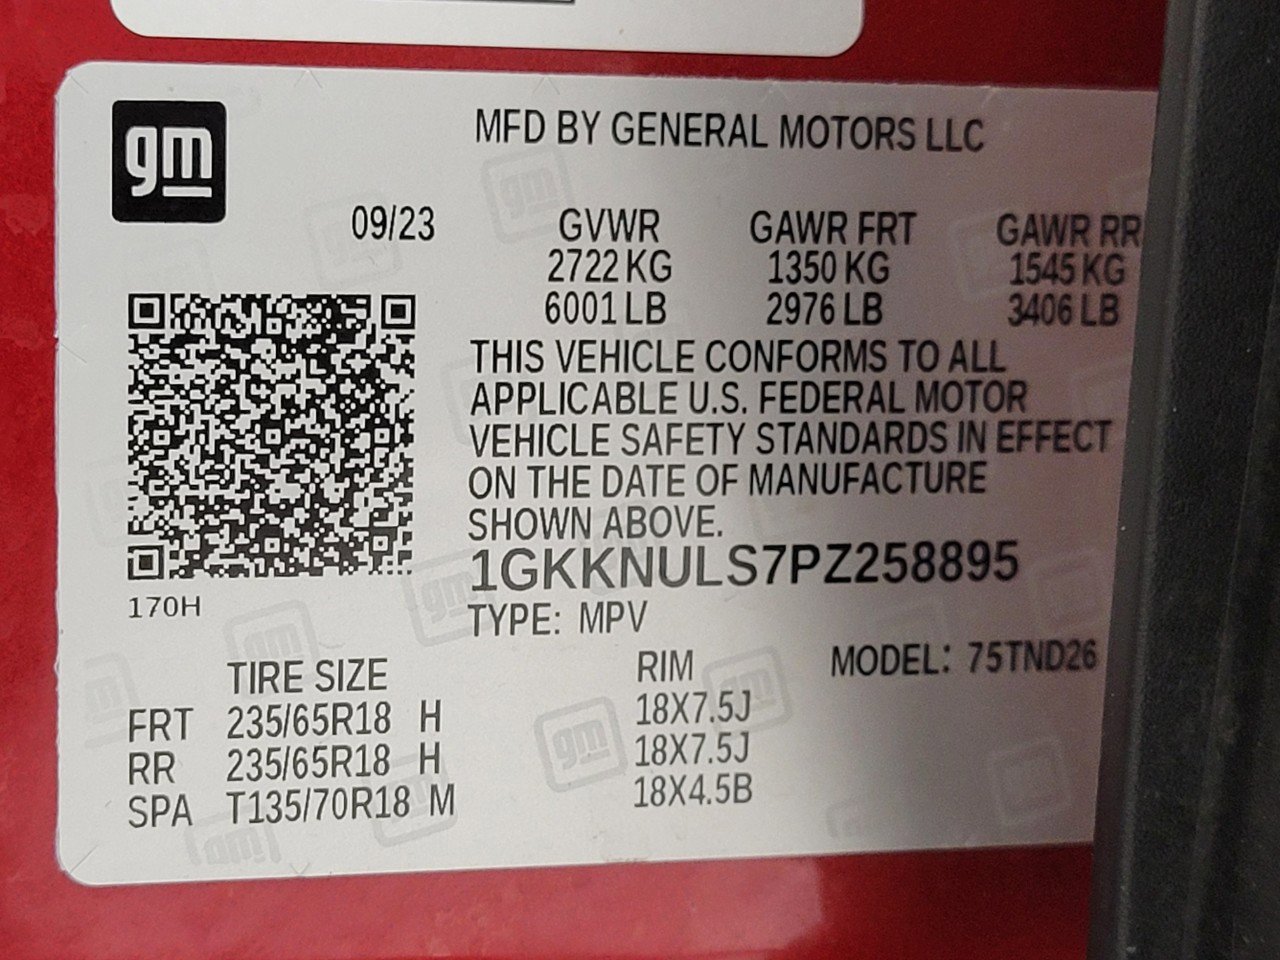 gm
MFD BY GENERAL MOTORS LLC
09/23 GVWR GAWR FRT GAWR RR
2722 KG 1350 KG 1545 KG
6001 LB 2976 LB 3406 LB
THIS VEHICLE CONFORMS TO ALL
APPLICABLE U.S. FEDERAL MOTOR
VEHICLE SAFETY STANDARDS IN EFFECT
ON THE DATE OF MANUFACTURE
SHOWN ABOVE.
1GKKNULS7PZ258895
170H
TYPE: MPV
TIRE SIZE RIM MODEL: 75TND26
FRT 235/65R18 H 18X7.5J
RR 235/65R18 H 18X7.5J
SPA T135/70R18 M 18X4.5B